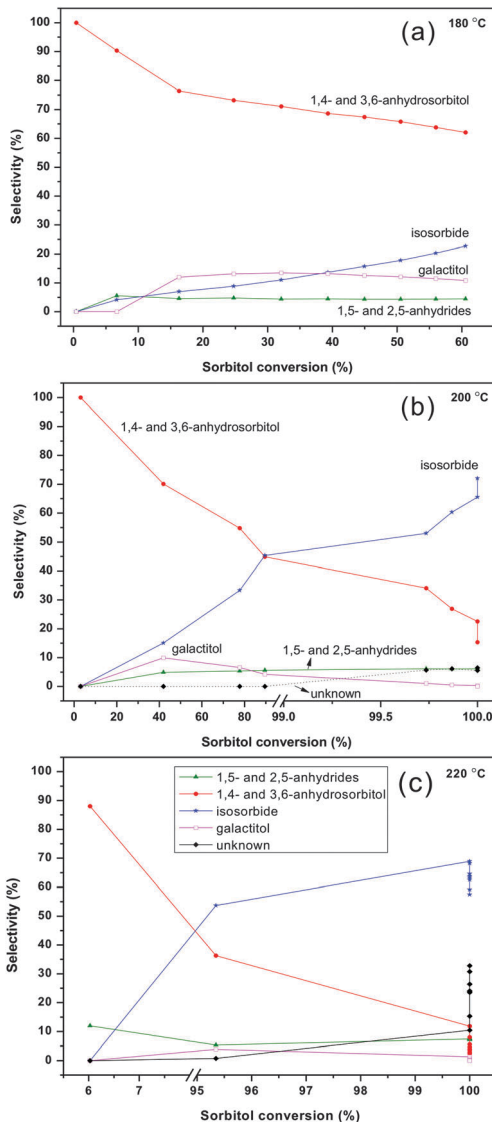 (a) 180 °C
100
90
80
70
60
50
40
30
20
10
0
Selectivity (%)
1,4- and 3,6-anhydrosorbitol
isosorbide
galactitol
1,5- and 2,5-anhydrides
0 10 20 30 40 50 60
Sorbitol conversion (%)
(b) 200 °C
100
90
80
70
60
50
40
30
20
10
0
Selectivity (%)
1,4- and 3,6-anhydrosorbitol
isosorbide
galactitol
1,5- and 2,5-anhydrides
unknown
0 20 40 60 80 99.0 99.5 100.0
Sorbitol conversion (%)
(c) 220 °C
100
90
80
70
60
50
40
30
20
10
0
Selectivity (%)
1,5- and 2,5-anhydrides
1,4- and 3,6-anhydrosorbitol
isosorbide
galactitol
unknown
6 7 95 96 97 98 99 100
Sorbitol conversion (%)